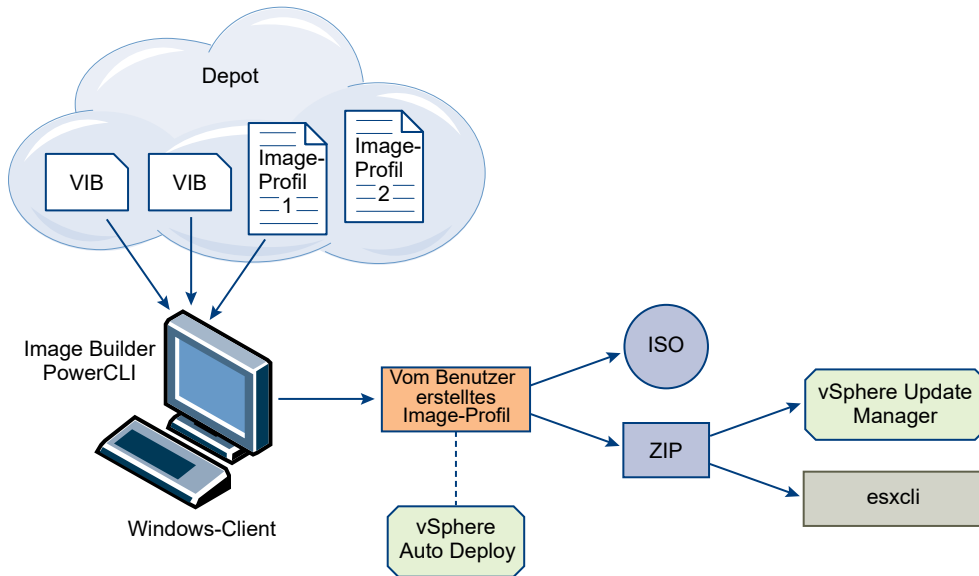 Depot
VIB
VIB
Image-
Profil
1
Image-
Profil
2
Image Builder
PowerCLI
Windows-Client
Vom Benutzer
erstelltes
Image-Profil
vSphere
Auto Deploy
ISO
ZIP
vSphere Update
Manager
esxcli